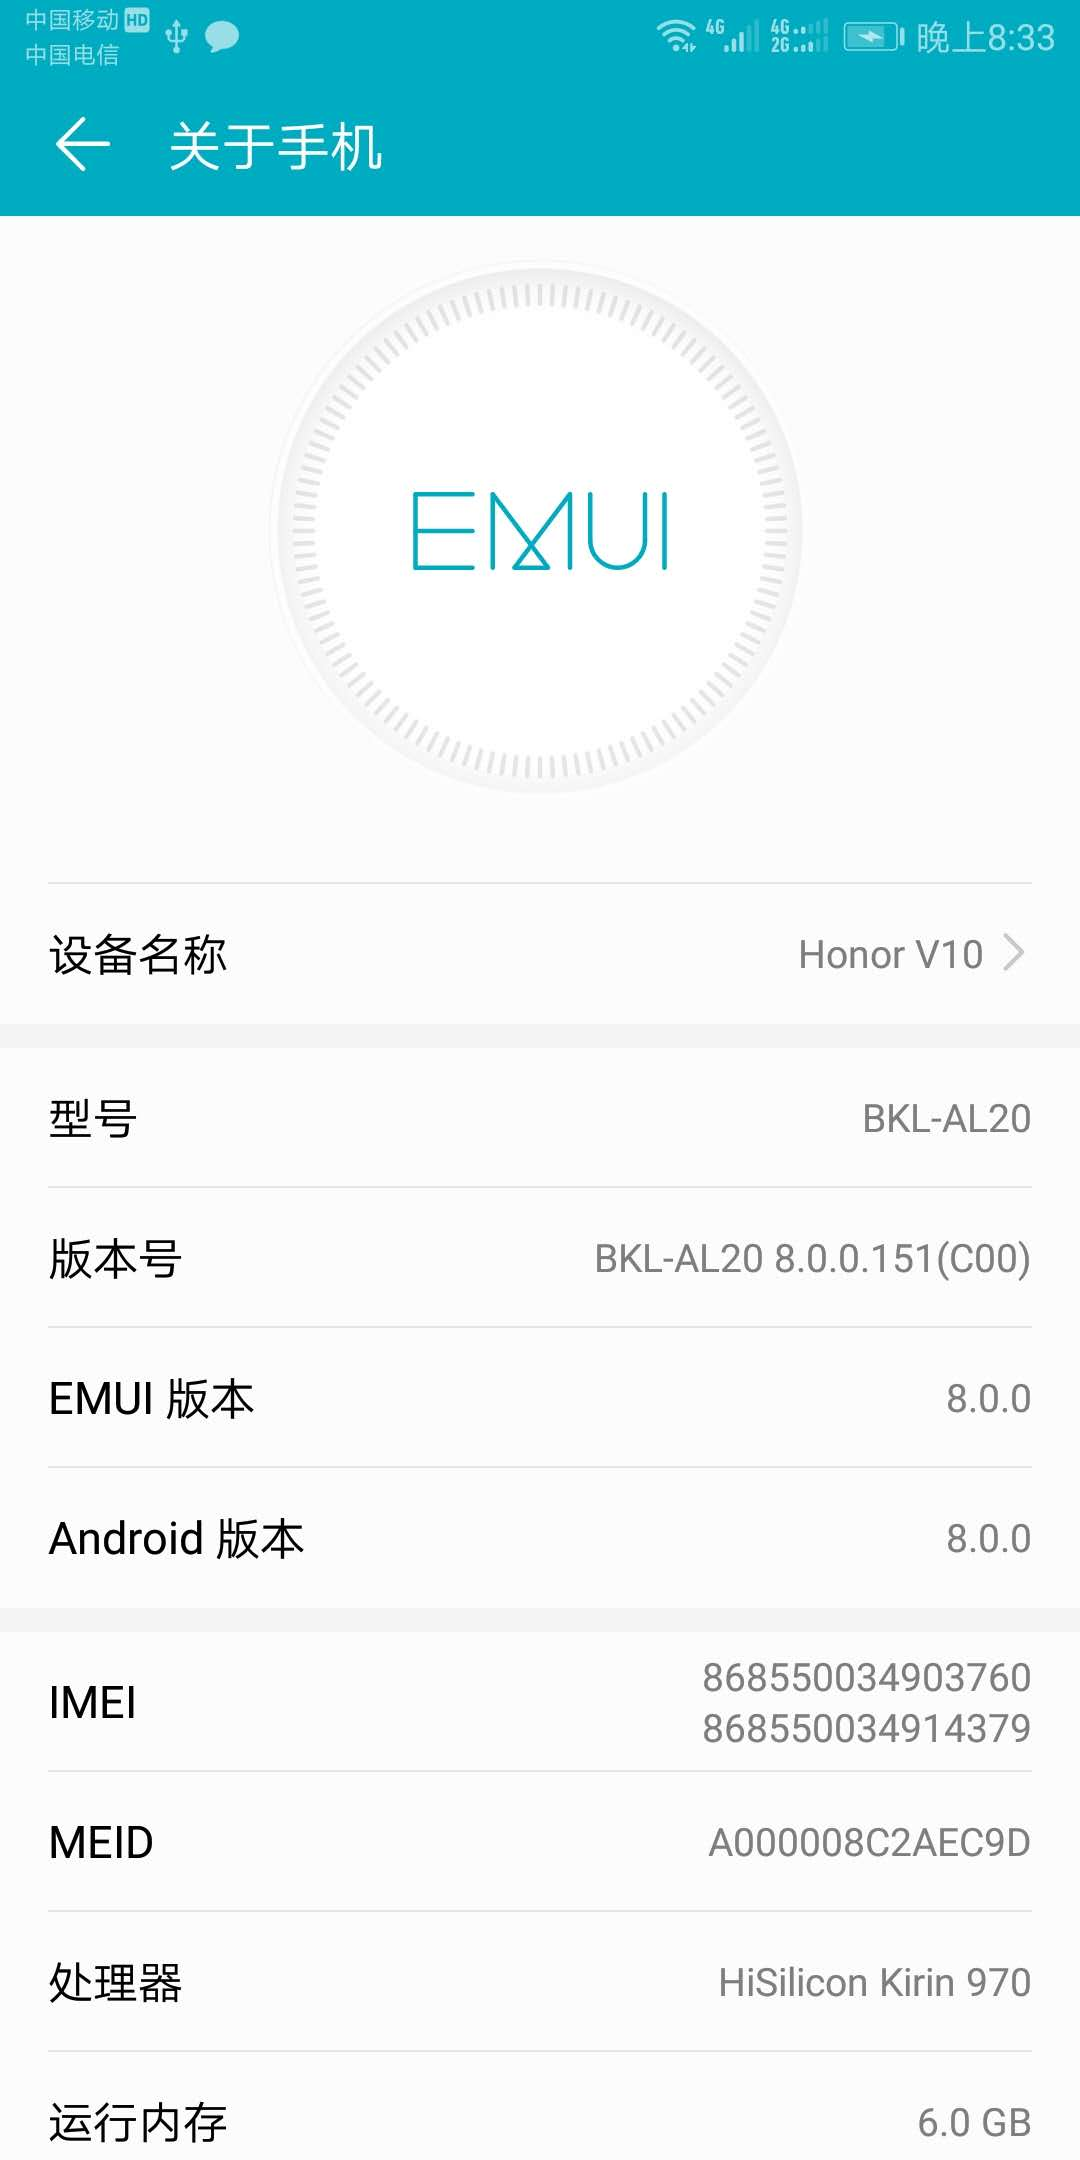 中国移动 HD
中国电信
4G 4G 2G 晚上8:33
关于手机
EMUI
设备名称 Honor V10
型号 BKL-AL20
版本号 BKL-AL20 8.0.0.151(C00)
EMUI 版本 8.0.0
Android 版本 8.0.0
IMEI 868550034903760
868550034914379
MEID A000008C2AEC9D
处理器 HiSilicon Kirin 970
运行内存 6.0 GB